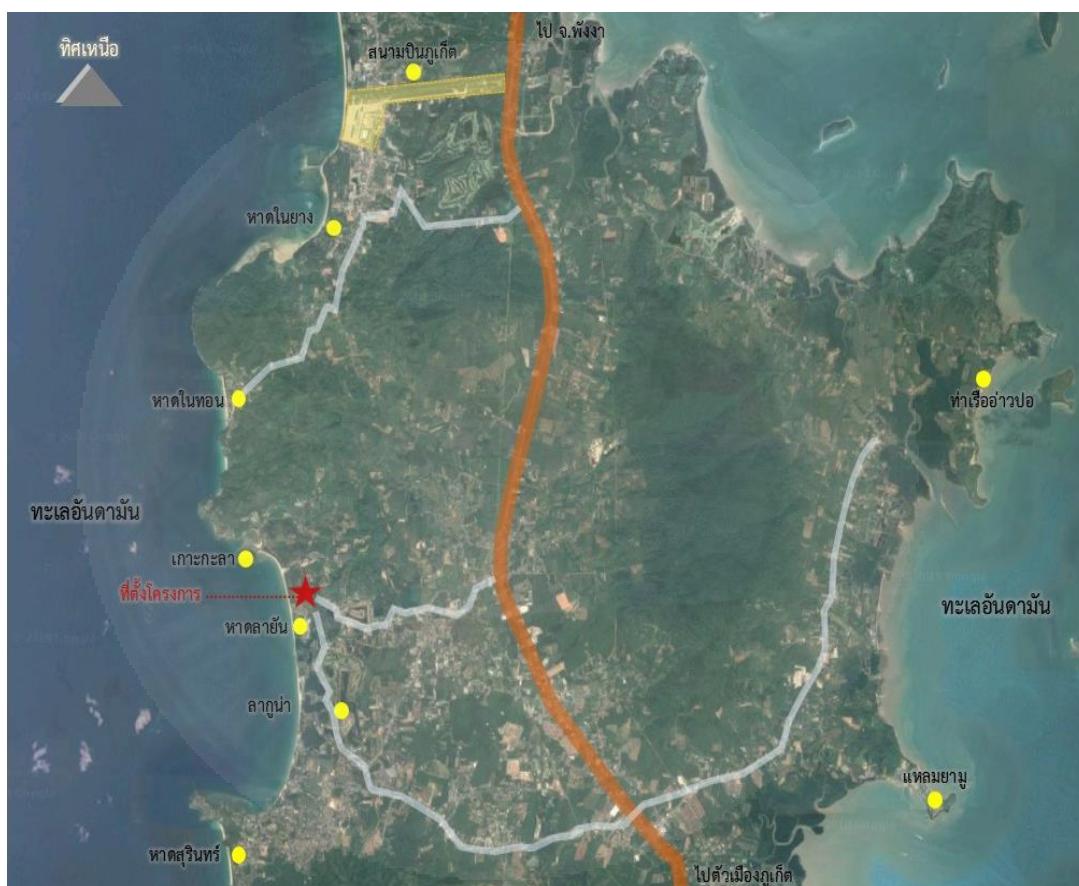 ไป จ.พังงา
ทิศเหนือ
สนามบินภูเก็ต
หาดในยาง
หาดในทอน
ท่าเรืออ่าวปอ
ทะเลอันดามัน
เกาะกะลา
ที่ตั้งโครงการ
ทะเลอันดามัน
หาดลายัน
ลากูน่า
แหลมยามู
หาดสุรินทร์
ไปตัวเมืองภูเก็ต